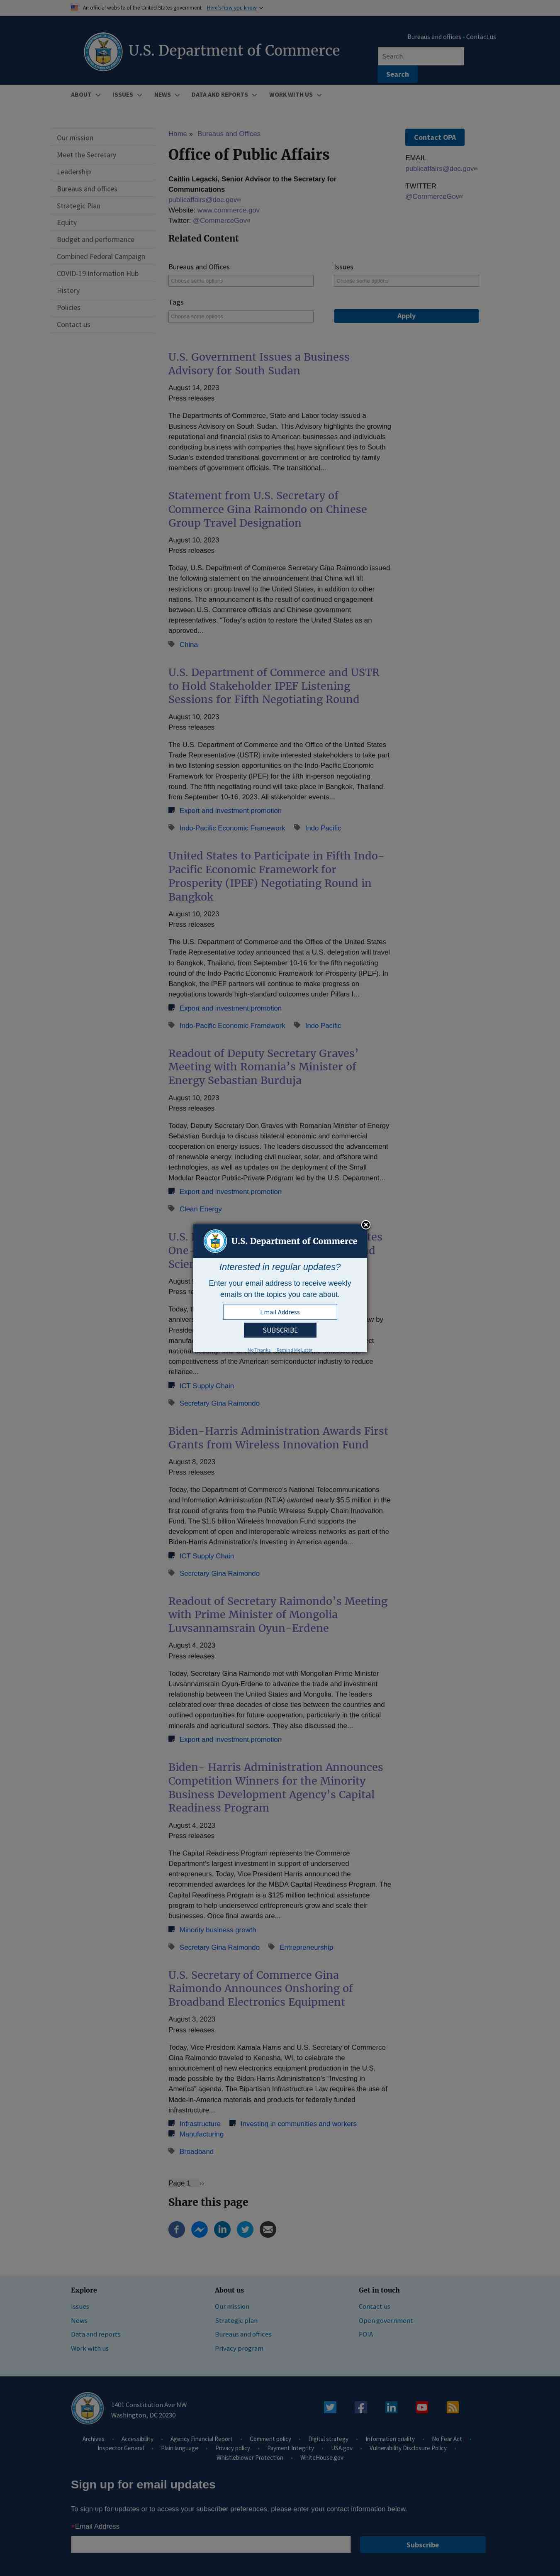 An official website of the United States government Here's how you know
U.S. Department of Commerce
Bureaus and offices - Contact us
Search
Search
ABOUT ISSUES NEWS DATA AND REPORTS WORK WITH US
Our mission
Meet the Secretary
Leadership
Bureaus and offices
Strategic Plan
Equity
Budget and performance
Combined Federal Campaign
COVID-19 Information Hub
History
Policies
Contact us
Home » Bureaus and Offices
Office of Public Affairs
Caitlin Legacki, Senior Advisor to the Secretary for
Communications
publicaffairs@doc.gov
Website: www.commerce.gov
Twitter: @CommerceGov
Contact OPA
EMAIL
publicaffairs@doc.gov
TWITTER
@CommerceGov
Related Content
Bureaus and Offices
Choose some options
Issues
Choose some options
Tags
Choose some options
Apply
U.S. Government Issues a Business
Advisory for South Sudan
August 14, 2023
Press releases
The Departments of Commerce, State and Labor today issued a
Business Advisory on South Sudan. This Advisory highlights the growing
reputational and financial risks to American businesses and individuals
conducting business with companies that have significant ties to South
Sudan's extended transitional government or are controlled by family
members of government officials. The transitional...
Statement from U.S. Secretary of
Commerce Gina Raimondo on Chinese
Group Travel Designation
August 10, 2023
Press releases
Today, U.S. Department of Commerce Secretary Gina Raimondo issued
the following statement on the announcement that China will lift
restrictions on group travel to the United States, in addition to other
nations. The announcement is the result of continued engagement
between U.S. Commerce officials and Chinese government
representatives. "Today's action to restore the United States as an
approved...
China
U.S. Department of Commerce and USTR
to Hold Stakeholder IPEF Listening
Sessions for Fifth Negotiating Round
August 10, 2023
Press releases
The U.S. Department of Commerce and the Office of the United States
Trade Representative (USTR) invite interested stakeholders to take part
in two listening session opportunities on the Indo-Pacific Economic
Framework for Prosperity (IPEF) for the fifth in-person negotiating
round. The fifth negotiating round will take place in Bangkok, Thailand,
from September 10-16, 2023. All stakeholder events...
Export and investment promotion
Indo-Pacific Economic Framework Indo Pacific
United States to Participate in Fifth Indo-
Pacific Economic Framework for
Prosperity (IPEF) Negotiating Round in
Bangkok
August 10, 2023
Press releases
The U.S. Department of Commerce and the Office of the United States
Trade Representative today announced that a U.S. delegation will travel
to Bangkok, Thailand, from September 10-16 for the fifth negotiating
round of the Indo-Pacific Economic Framework for Prosperity (IPEF). In
Bangkok, the IPEF partners will continue to make progress on
negotiations towards high-standard outcomes under Pillars I...
Export and investment promotion
Indo-Pacific Economic Framework Indo Pacific
Readout of Deputy Secretary Graves'
Meeting with Romania's Minister of
Energy Sebastian Burduja
August 10, 2023
Press releases
Today, Deputy Secretary Don Graves with Romanian Minister of Energy
Sebastian Burduja to discuss bilateral economic and commercial
cooperation on energy issues. The leaders discussed the advancement
of renewable energy, including civil nuclear, solar, and offshore wind
technologies, as well as updates on the deployment of the Small
Modular Reactor Public-Private Program led by the U.S. Department...
Export and investment promotion
Clean Energy
U.S. Department of Commerce
Interested in regular updates?
Enter your email address to receive weekly
emails on the topics you care about.
Email Address
SUBSCRIBE
No Thanks Remind Me Later
competitiveness of the American semiconductor industry to reduce
reliance...
ICT Supply Chain
Secretary Gina Raimondo
Biden-Harris Administration Awards First
Grants from Wireless Innovation Fund
August 8, 2023
Press releases
Today, the Department of Commerce's National Telecommunications
and Information Administration (NTIA) awarded nearly $5.5 million in the
first round of grants from the Public Wireless Supply Chain Innovation
Fund. The $1.5 billion Wireless Innovation Fund supports the
development of open and interoperable wireless networks as part of the
Biden-Harris Administration's Investing in America agenda...
ICT Supply Chain
Secretary Gina Raimondo
Readout of Secretary Raimondo's Meeting
with Prime Minister of Mongolia
Luvsannamsrain Oyun-Erdene
August 4, 2023
Press releases
Today, Secretary Gina Raimondo met with Mongolian Prime Minister
Luvsannamsrain Oyun-Erdene to advance the trade and investment
relationship between the United States and Mongolia. The leaders
celebrated over three decades of close ties between the countries and
outlined opportunities for future cooperation, particularly in the critical
minerals and agricultural sectors. They also discussed the...
Export and investment promotion
Biden- Harris Administration Announces
Competition Winners for the Minority
Business Development Agency's Capital
Readiness Program
August 4, 2023
Press releases
The Capital Readiness Program represents the Commerce
Department's largest investment in support of underserved
entrepreneurs. Today, Vice President Harris announced the
recommended awardees for the MBDA Capital Readiness Program. The
Capital Readiness Program is a $125 million technical assistance
program to help underserved entrepreneurs grow and scale their
businesses. Once final awards are...
Minority business growth
Secretary Gina Raimondo Entrepreneurship
U.S. Secretary of Commerce Gina
Raimondo Announces Onshoring of
Broadband Electronics Equipment
August 3, 2023
Press releases
Today, Vice President Kamala Harris and U.S. Secretary of Commerce
Gina Raimondo traveled to Kenosha, WI, to celebrate the
announcement of new electronics equipment production in the U.S.
made possible by the Biden-Harris Administration's "Investing in
America" agenda. The Bipartisan Infrastructure Law requires the use of
Made-in-America materials and products for federally funded
infrastructure...
Infrastructure Investing in communities and workers
Manufacturing
Broadband
Page 1
Share this page
Explore
Issues
News
Data and reports
Work with us
About us
Our mission
Strategic plan
Bureaus and offices
Privacy program
Get in touch
Contact us
Open government
FOIA
1401 Constitution Ave NW
Washington, DC 20230
Archives - Accessibility - Agency Financial Report - Comment policy - Digital strategy - Information quality - No Fear Act -
Inspector General - Plain language - Privacy policy - Payment Integrity - USA.gov - Vulnerability Disclosure Policy -
Whistleblower Protection - WhiteHouse.gov
Sign up for email updates
To sign up for updates or to access your subscriber preferences, please enter your contact information below.
*Email Address
Subscribe